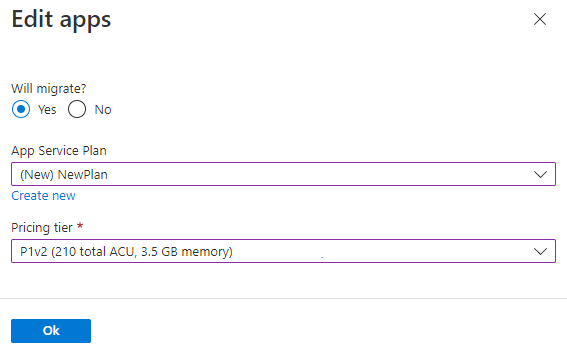 Edit apps
Will migrate?
Yes No
App Service Plan
(New) NewPlan
Create new
Pricing tier *
P1v2 (210 total ACU, 3.5 GB memory)
Ok